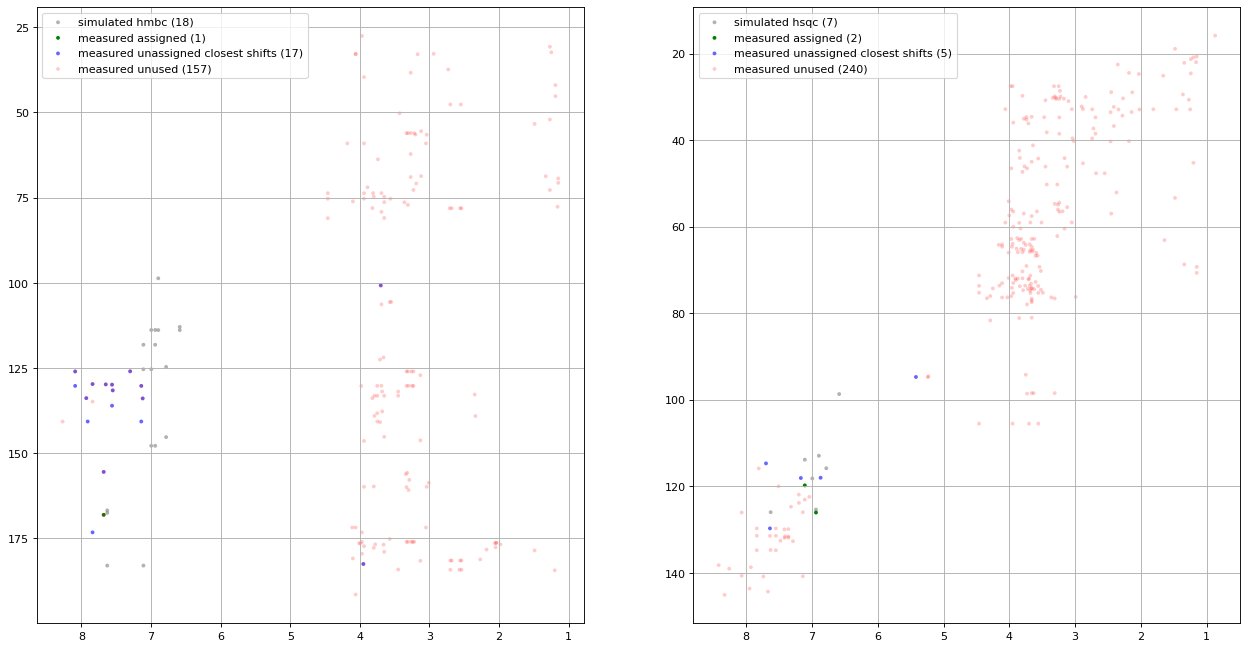 simulated hmbc (18)
measured assigned (1)
measured unassigned closest shifts (17)
measured unused (157)
25
50
75
100
125
150
175
8 7 6 5 4 3 2 1
simulated hsqc (7)
measured assigned (2)
measured unassigned closest shifts (5)
measured unused (240)
20
40
60
80
100
120
140
8 7 6 5 4 3 2 1